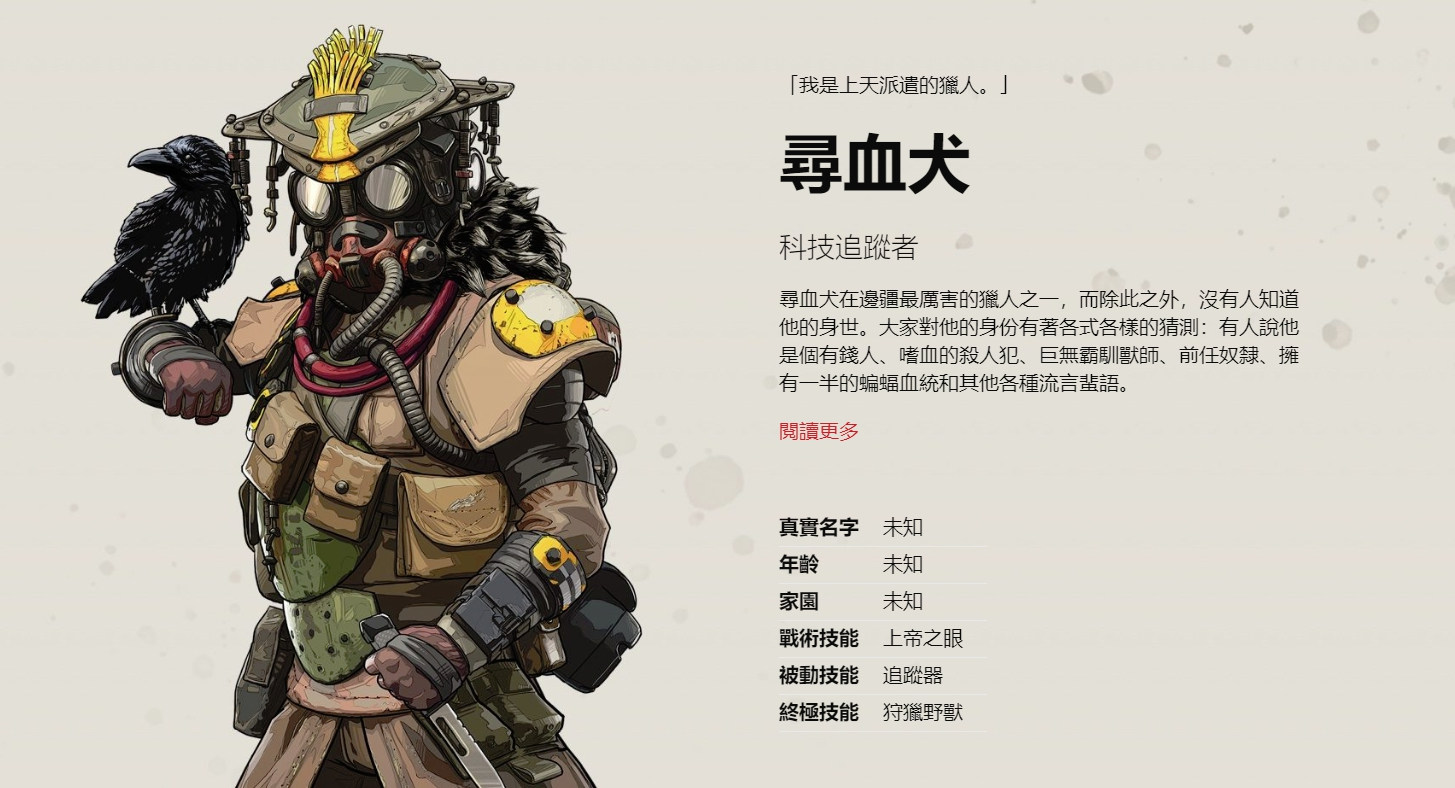 「我是上天派遣的獵人。」
尋血犬
科技追蹤者
尋血犬在邊疆最厲害的獵人之一，而除此之外，沒有人知道
他的身世。大家對他的身份有著各式各樣的猜測：有人說他
是個有錢人、嗜血的殺人犯、巨無霸馴獸師、前任奴隸、擁
有一半的蝙蝠血統和其他各種流言蜚語。
閱讀更多
真實名字 未知
年齡 未知
家園 未知
戰術技能 上帝之眼
被動技能 追蹤器
終極技能 狩獵野獸